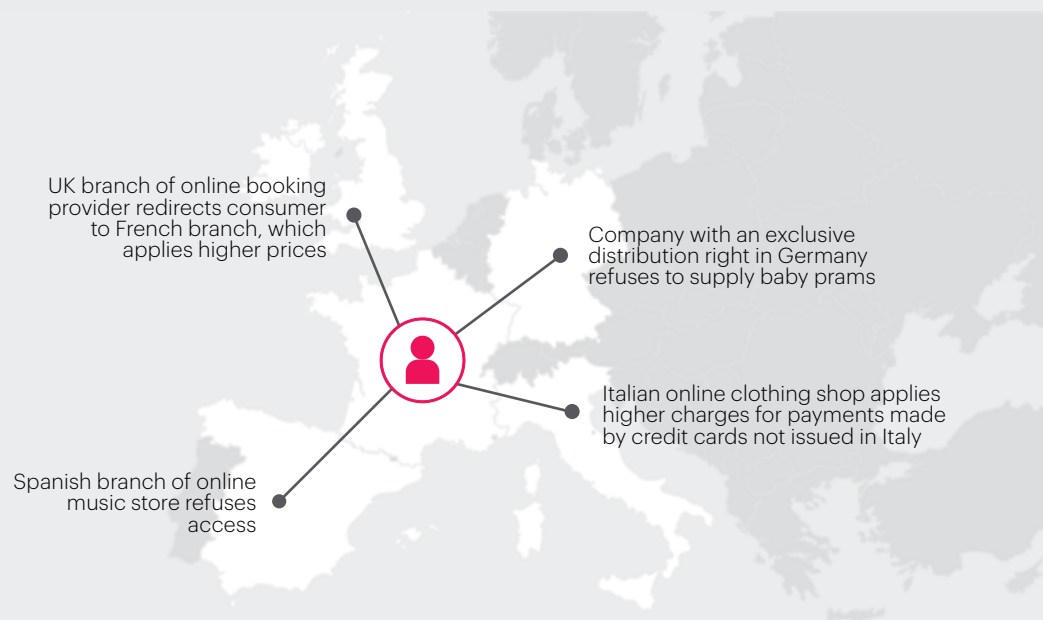 UK branch of online booking
provider redirects consumer
to French branch, which
applies higher prices
Company with an exclusive
distribution right in Germany
refuses to supply baby prams
Italian online clothing shop applies
higher charges for payments made
by credit cards not issued in Italy
Spanish branch of online
music store refuses
access